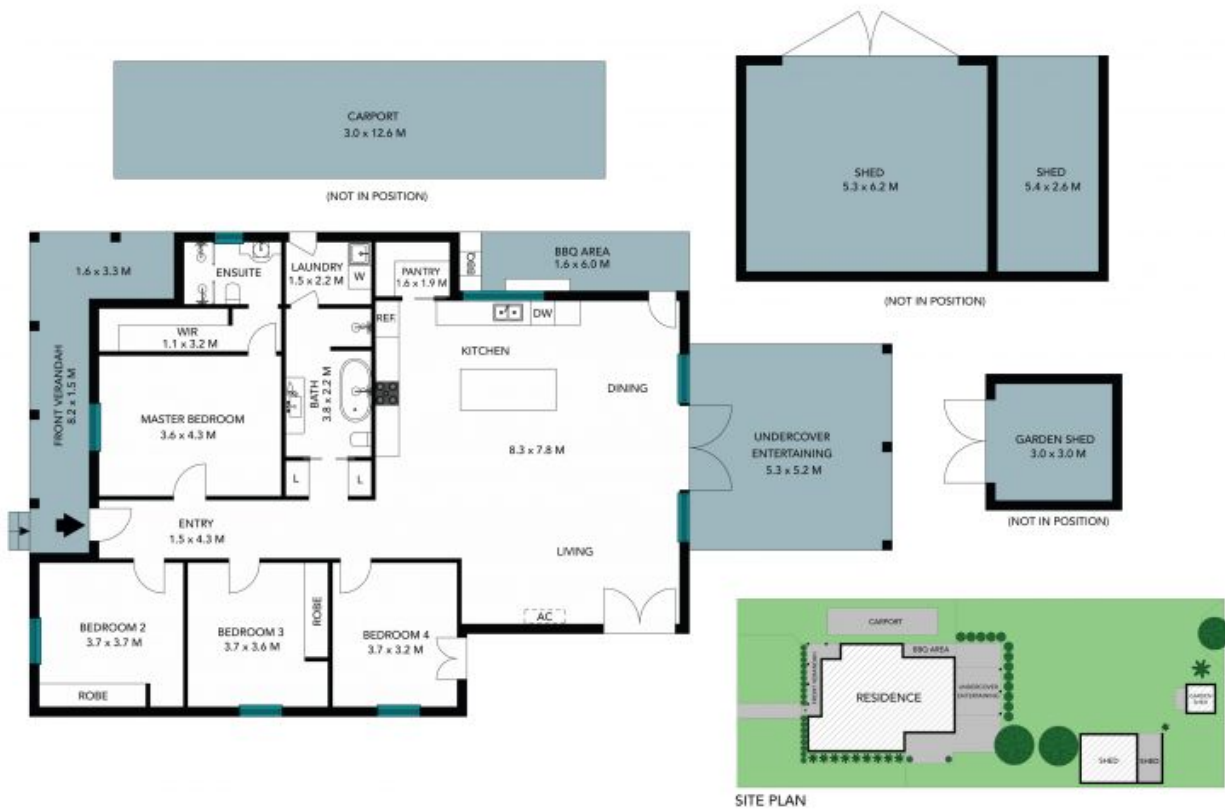 CARPORT
3.0 x 12.6 M
(NOT IN POSITION)
SHED
5.3 x 6.2 M
SHED
5.4 x 2.6 M
(NOT IN POSITION)
1.6 x 3.3 M
ENSUITE
LAUNDRY
1.5 x 2.2 M
W
PANTRY
1.6 x 1.9 M
BBQ
BBQ AREA
1.6 x 6.0 M
WIR
1.1 x 3.2 M
REF.
DW
KITCHEN
FRONT VERANDAH
8.2 x 1.5 M
MASTER BEDROOM
3.6 x 4.3 M
BATH
3.8 x 2.2 M
DINING
8.3 x 7.8 M
UNDERCOVER
ENTERTAINING
5.3 x 5.2 M
GARDEN SHED
3.0 x 3.0 M
(NOT IN POSITION)
L
L
ENTRY
1.5 x 4.3 M
LIVING
AC
BEDROOM 2
3.7 x 3.7 M
ROBE
BEDROOM 3
3.7 x 3.6 M
ROBE
BEDROOM 4
3.7 x 3.2 M
CARPORT
BBQ AREA
FRONT VERANDAH
RESIDENCE
UNDERCOVER
ENTERTAINING
GARDEN
SHED
SHED
SHED
SITE PLAN